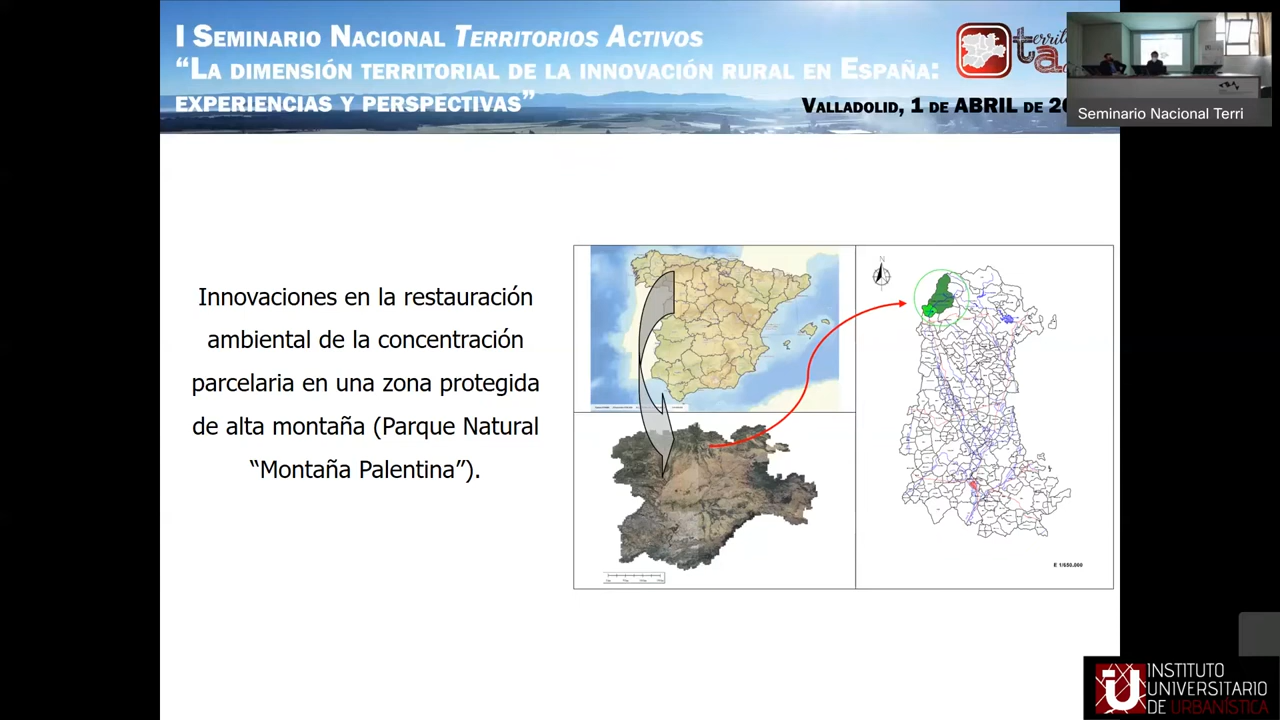 I SEMINARIO NACIONAL TERRITORIOS ACTIVOS
“LA DIMENSIÓN TERRITORIAL DE LA INNOVACIÓN RURAL EN ESPAÑA:
EXPERIENCIAS Y PERSPECTIVAS”
VALLADOLID, 1 DE ABRIL DE
ta
Seminario Nacional Terri
Innovaciones en la restauración
ambiental de la concentración
parcelaria en una zona protegida
de alta montaña (Parque Natural
“Montaña Palentina”).
N
E 1/650.000
iU
INSTITUTO
UNIVERSITARIO
DE URBANÍSTICA